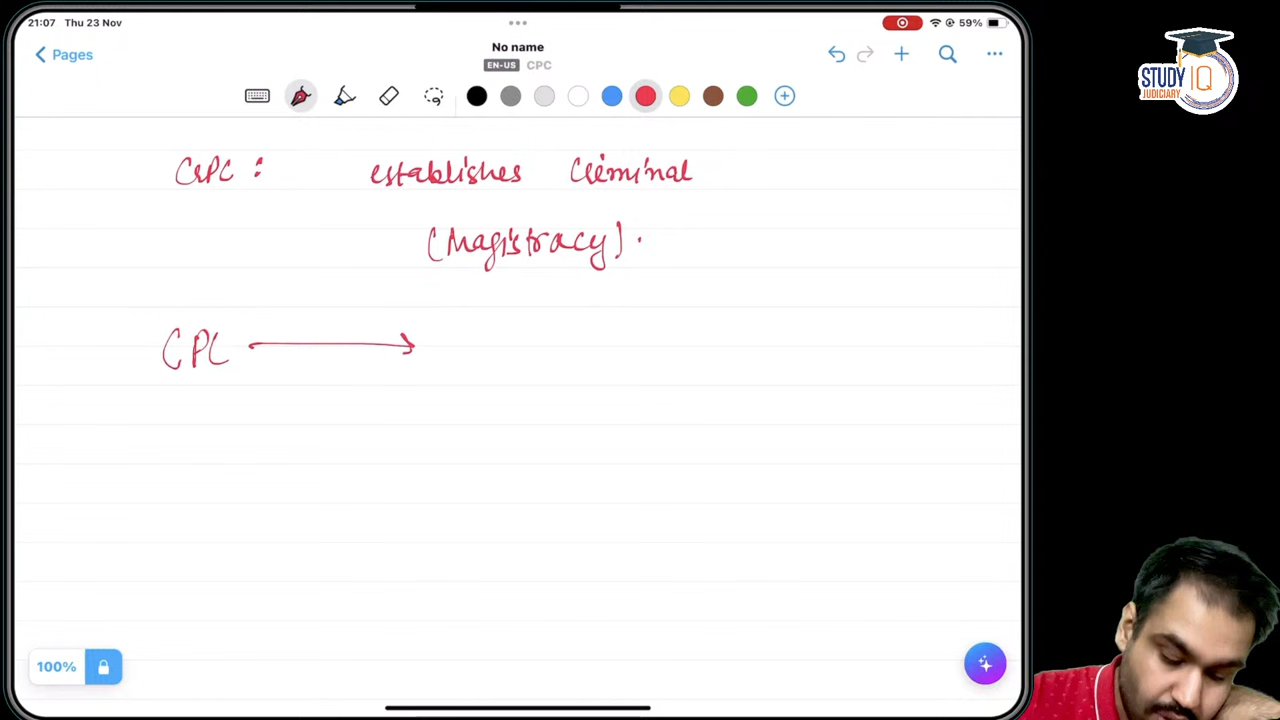 21:07 Thu 23 Nov
59%
Pages
No name
EN-US CPC
STUDY IQ
JUDICIARY
CrPC : establishes Criminal
(Magistracy).
CPC
100%